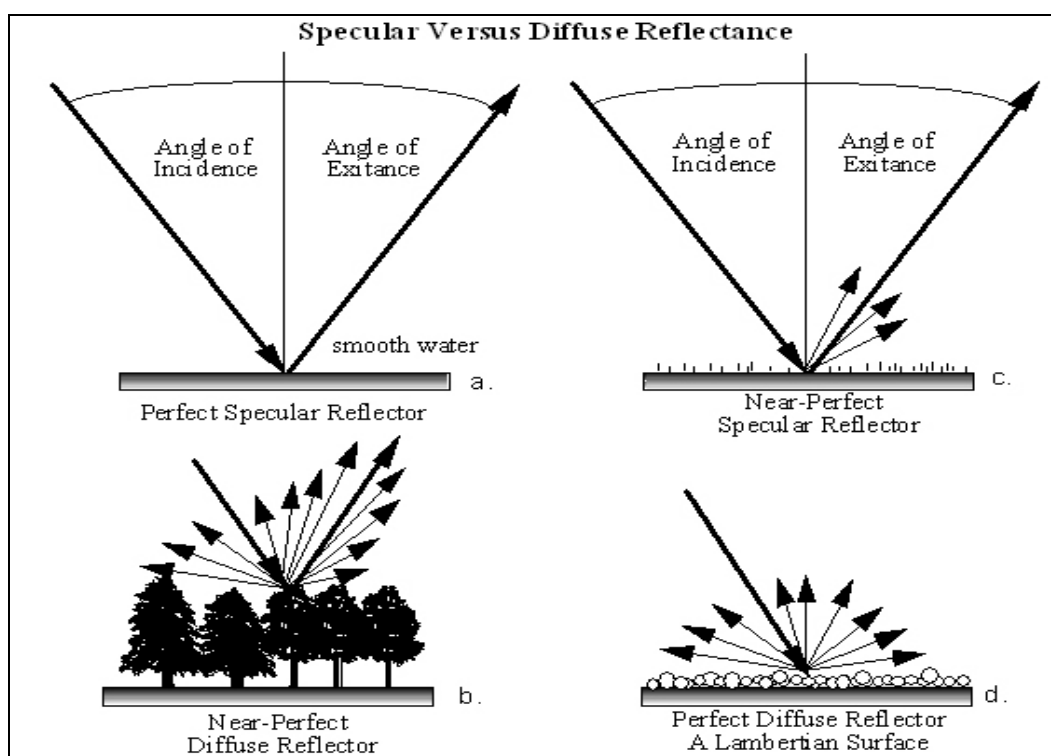 Specular Versus Diffuse Reflectance
Angle of
Incidence
Angle of
Exitance
smooth water
a.
Perfect Specular Reflector
Angle of
Incidence
Angle of
Exitance
c.
Near-Perfect
Specular Reflector
b.
Near-Perfect
Diffuse Reflector
d.
Perfect Diffuse Reflector
A Lambertian Surface